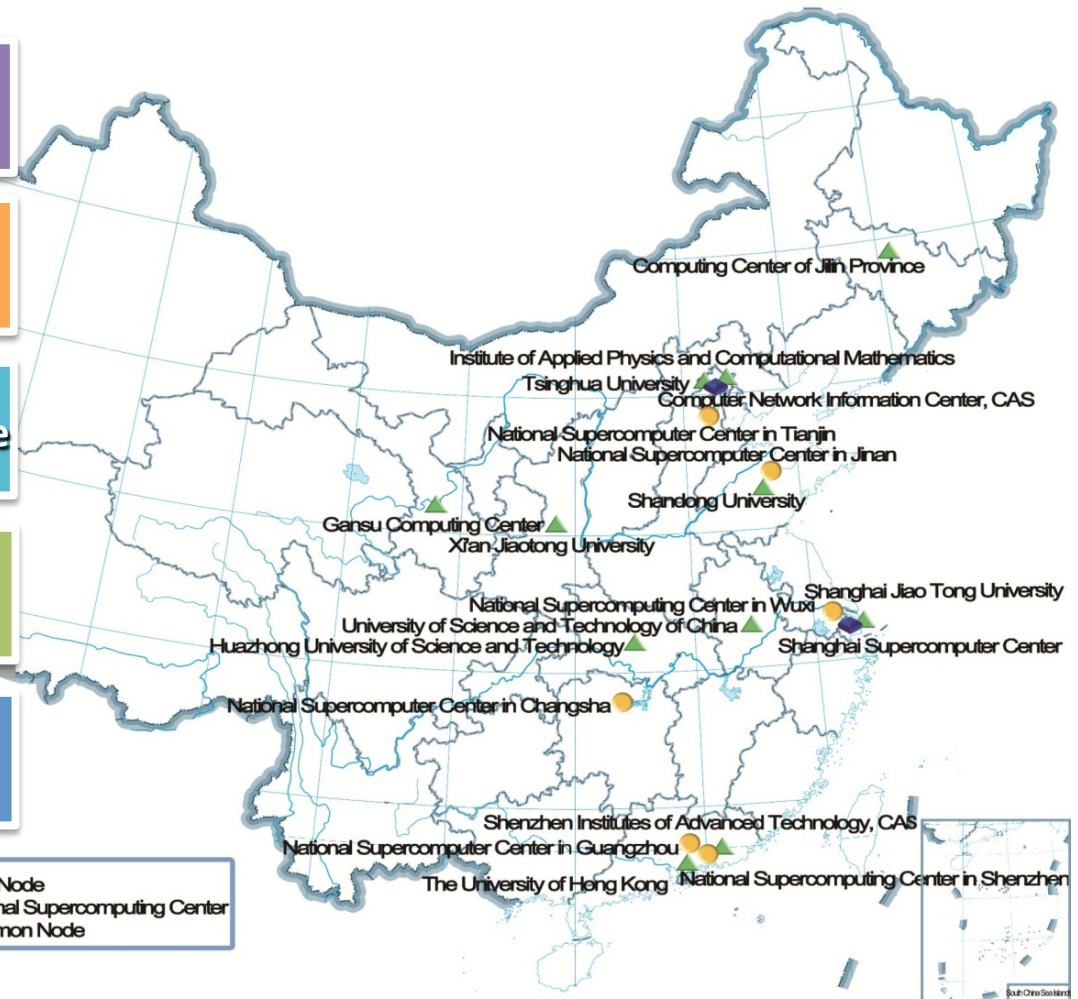 Computing Center of Jilin Province
Institute of Applied Physics and Computational Mathematics
Tsinghua University
Computer Network Information Center, CAS
National Supercomputer Center in Tianjin
National Supercomputer Center in Jinan
Shandong University
Gansu Computing Center
Xi'an Jiaotong University
Shanghai Jiao Tong University
National Supercomputing Center in Wuxi
University of Science and Technology of China
Huazhong University of Science and Technology
Shanghai Supercomputer Center
National Supercomputer Center in Changsha
Shenzhen Institutes of Advanced Technology, CAS
National Supercomputer Center in Guangzhou
The University of Hong Kong
National Supercomputing Center in Shenzhen
Node
nal Supercomputing Center
mon Node
e
South China Sea Islands